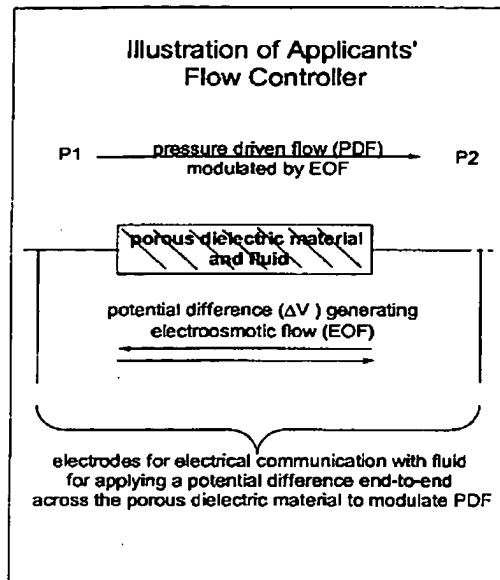 Illustration of Applicants'
Flow Controller
P1 pressure driven flow (PDF) P2
modulated by EOF
porous dielectric material
and fluid
potential difference (ΔV ) generating
electroosmotic flow (EOF)
electrodes for electrical communication with fluid
for applying a potential difference end-to-end
across the porous dielectric material to modulate PDF